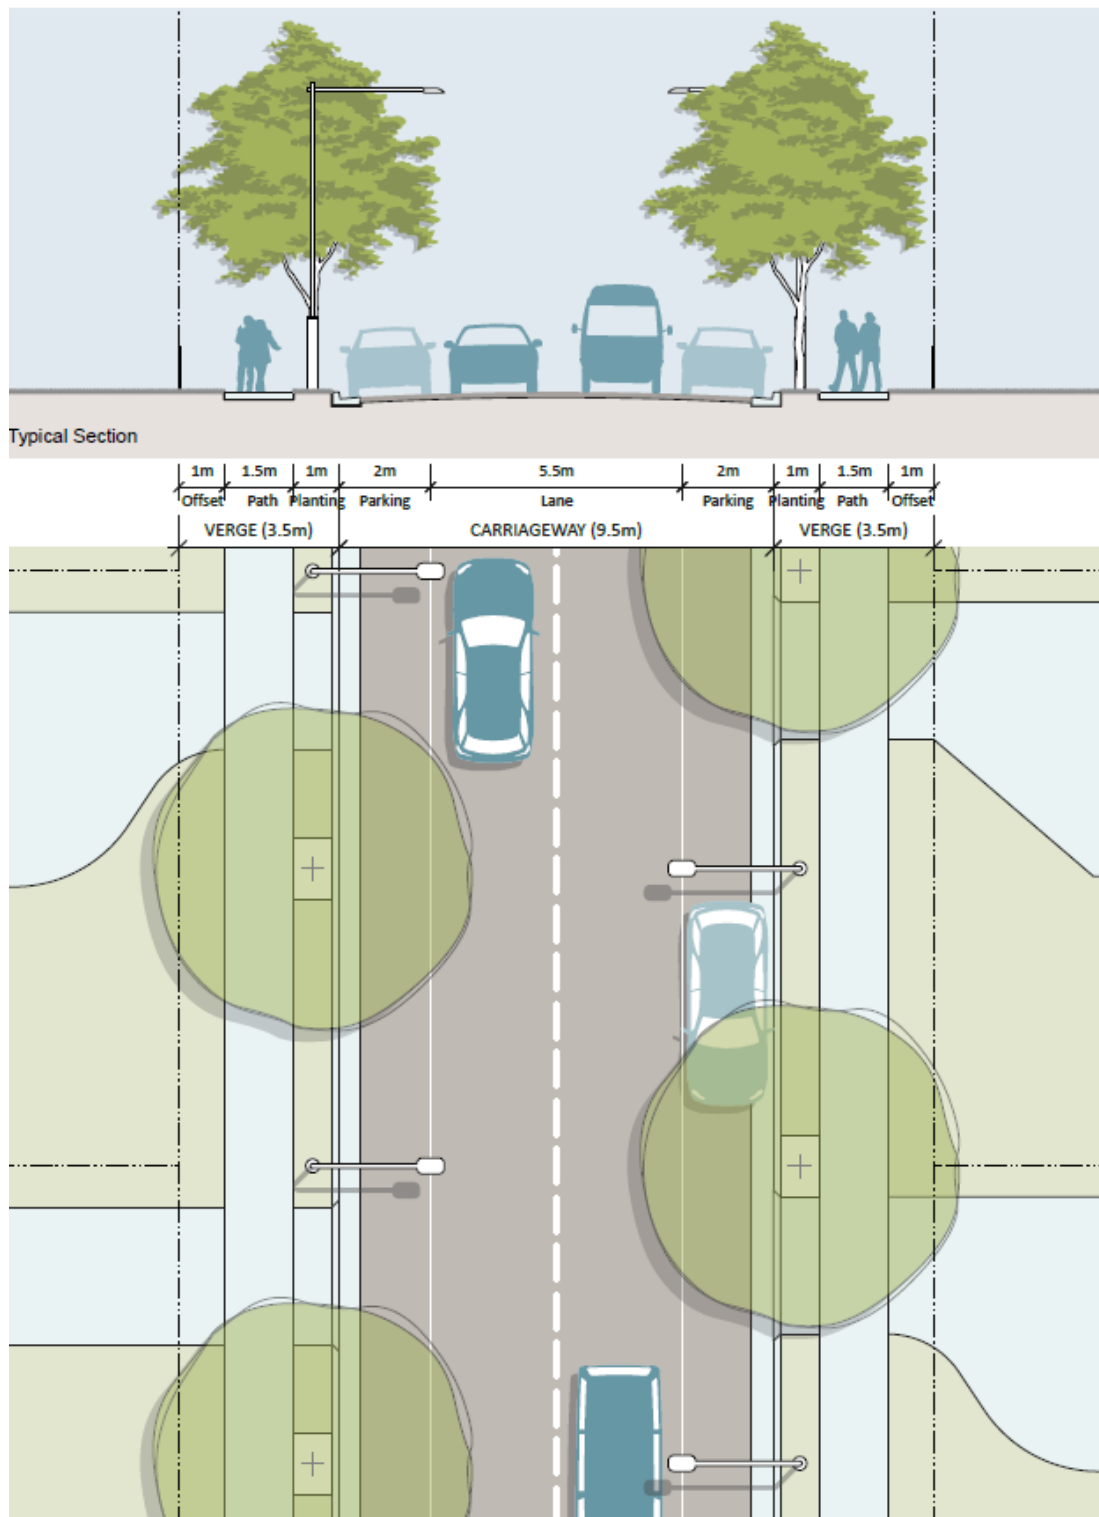 Typical Section
1m 1.5m 1m 2m 5.5m 2m 1m 1.5m 1m
Offset Path Planting Parking Lane Parking Planting Path Offset
VERGE (3.5m) CARRIAGEWAY (9.5m) VERGE (3.5m)